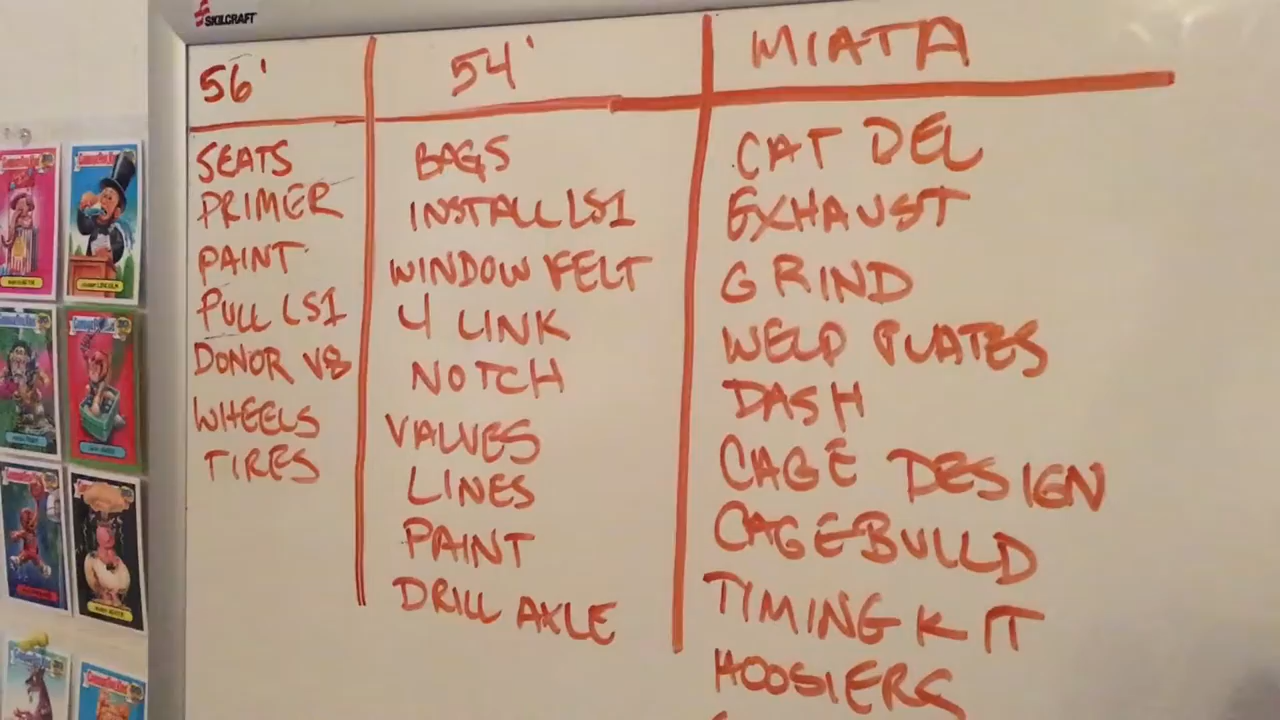 SKILCRAFT
56'
SEATS
PRIMER
PAINT
PULL LS1
DONOR V8
WHEELS
TIRES
54'
BAGS
INSTALL LS1
WINDOW FELT
4 LINK
NOTCH
VALVES
LINES
PAINT
DRILL AXLE
MIATA
CAT DEL
EXHAUST
GRIND
WELD PLATES
DASH
CAGE DESIGN
CAGE BUILD
TIMING KIT
HOOSIERS